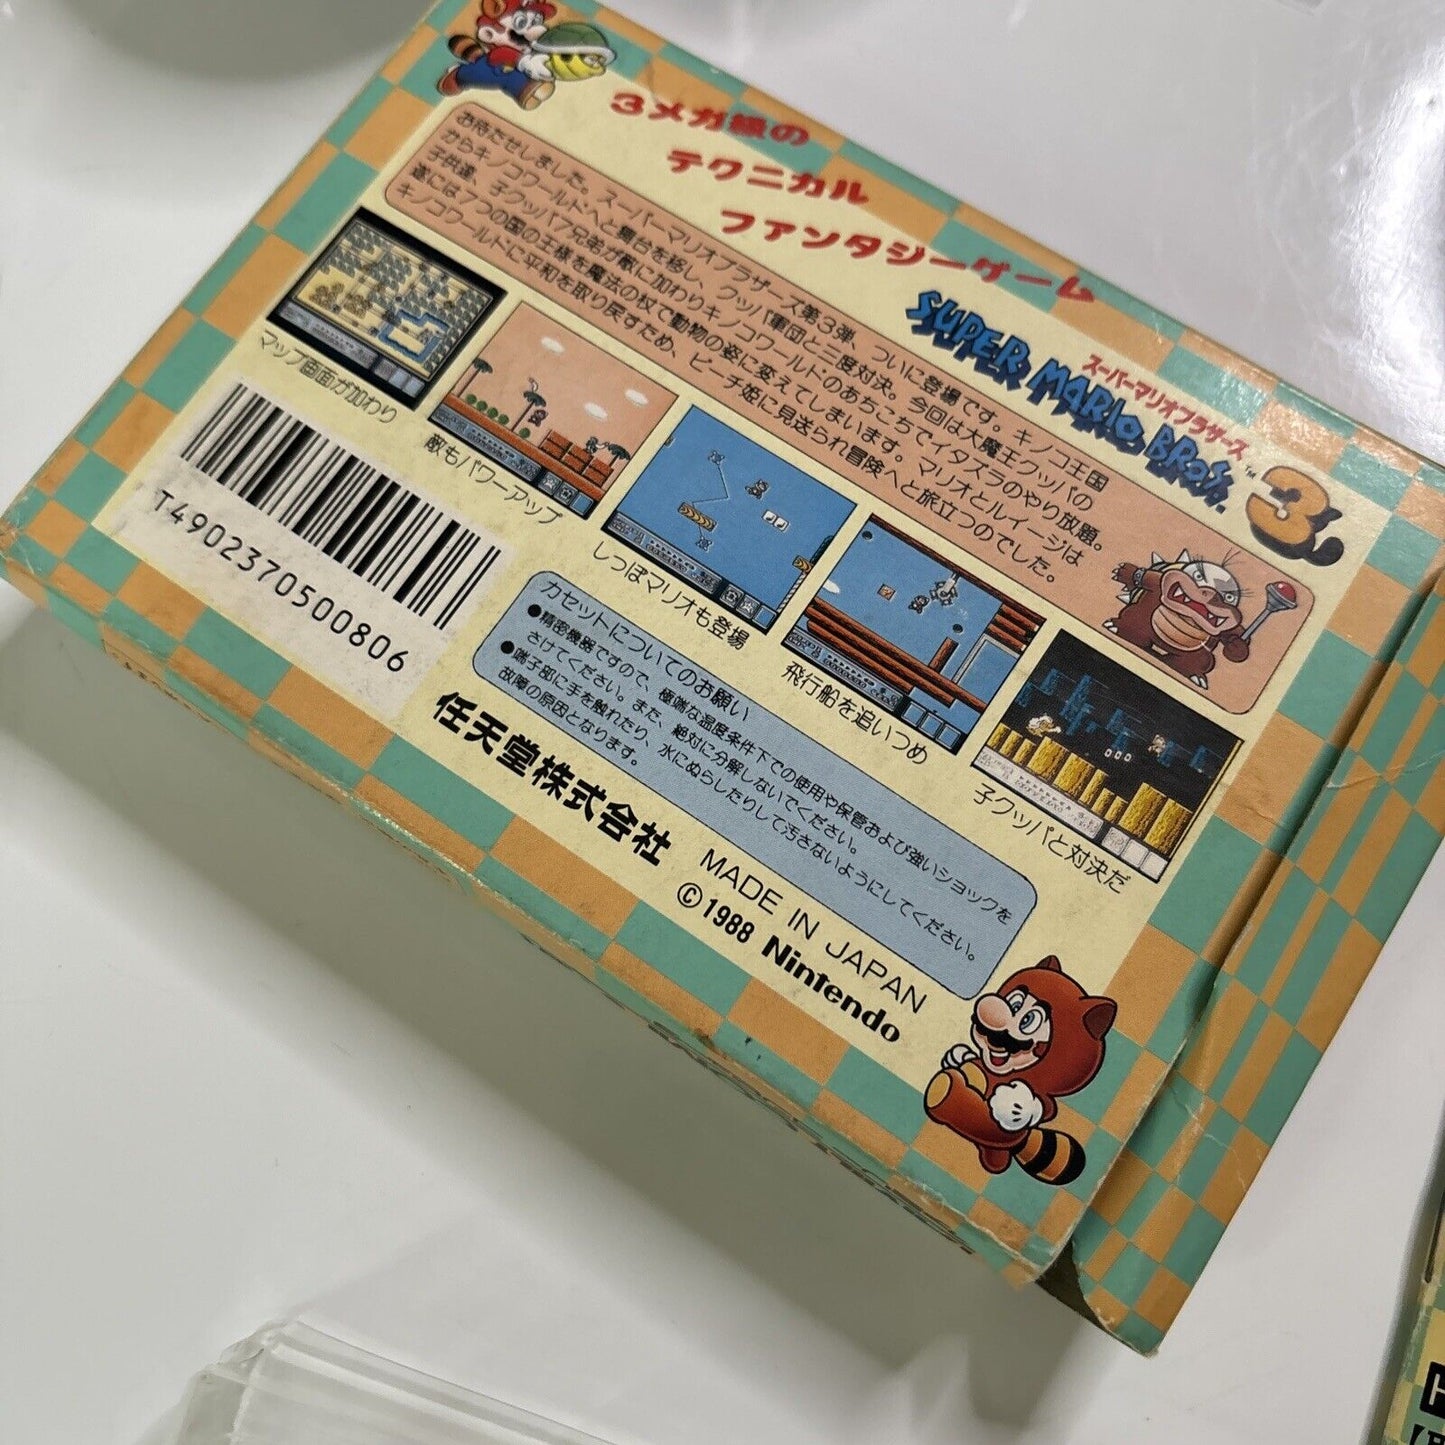 3メガ級の
テクニカル
ファンタジーゲーム
お待たせしました。スーパーマリオブラザーズ第3弾、ついに登場です。キノコ王国
からキノコワールドへと舞台を移し、クッパ軍団と三度対決。今回は大魔王クッパの
子供達、子クッパ7兄弟が敵に加わりキノコワールドのあちこちでイタズラのやり放題。
遂には7つの国の王様を魔法の杖で動物の姿に変えてしまいます。マリオとルイージは
キノコワールドに平和を取り戻すため、ピーチ姫に見送られ冒険へと旅立つのでした。
スーパーマリオブラザーズ
SUPER MARIO BROS.™ 3
マップ画面が加わり
敵もパワーアップ
しっぽマリオも登場
飛行船を追いつめ
子クッパと対決だ
T4902370500806
カセットについてのお願い
●精密機器ですので、極端な温度条件下での使用や保管および強いショックを
さけてください。また、絶対に分解しないでください。
●端子部に手を触れたり、水にぬらしたりして汚さないようにしてください。
故障の原因となります。
任天堂株式会社
MADE IN JAPAN
©1988 Nintendo